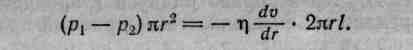 (p₁ — p₂) πr² = — η dv/dr · 2πrl.